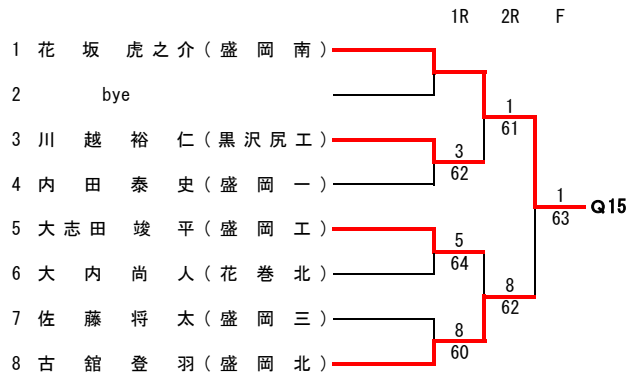 1R 2R F
1 花坂 虎之介 (盛岡南)
2 bye
1
61
3 川越 裕仁 (黒沢尻工)
3
62
4 内田 泰史 (盛岡一)
1
63
Q15
5 大志田 竣平 (盛岡工)
5
64
6 大内 尚人 (花巻北)
8
62
7 佐藤 将太 (盛岡三)
8
60
8 古舘 登羽 (盛岡北)